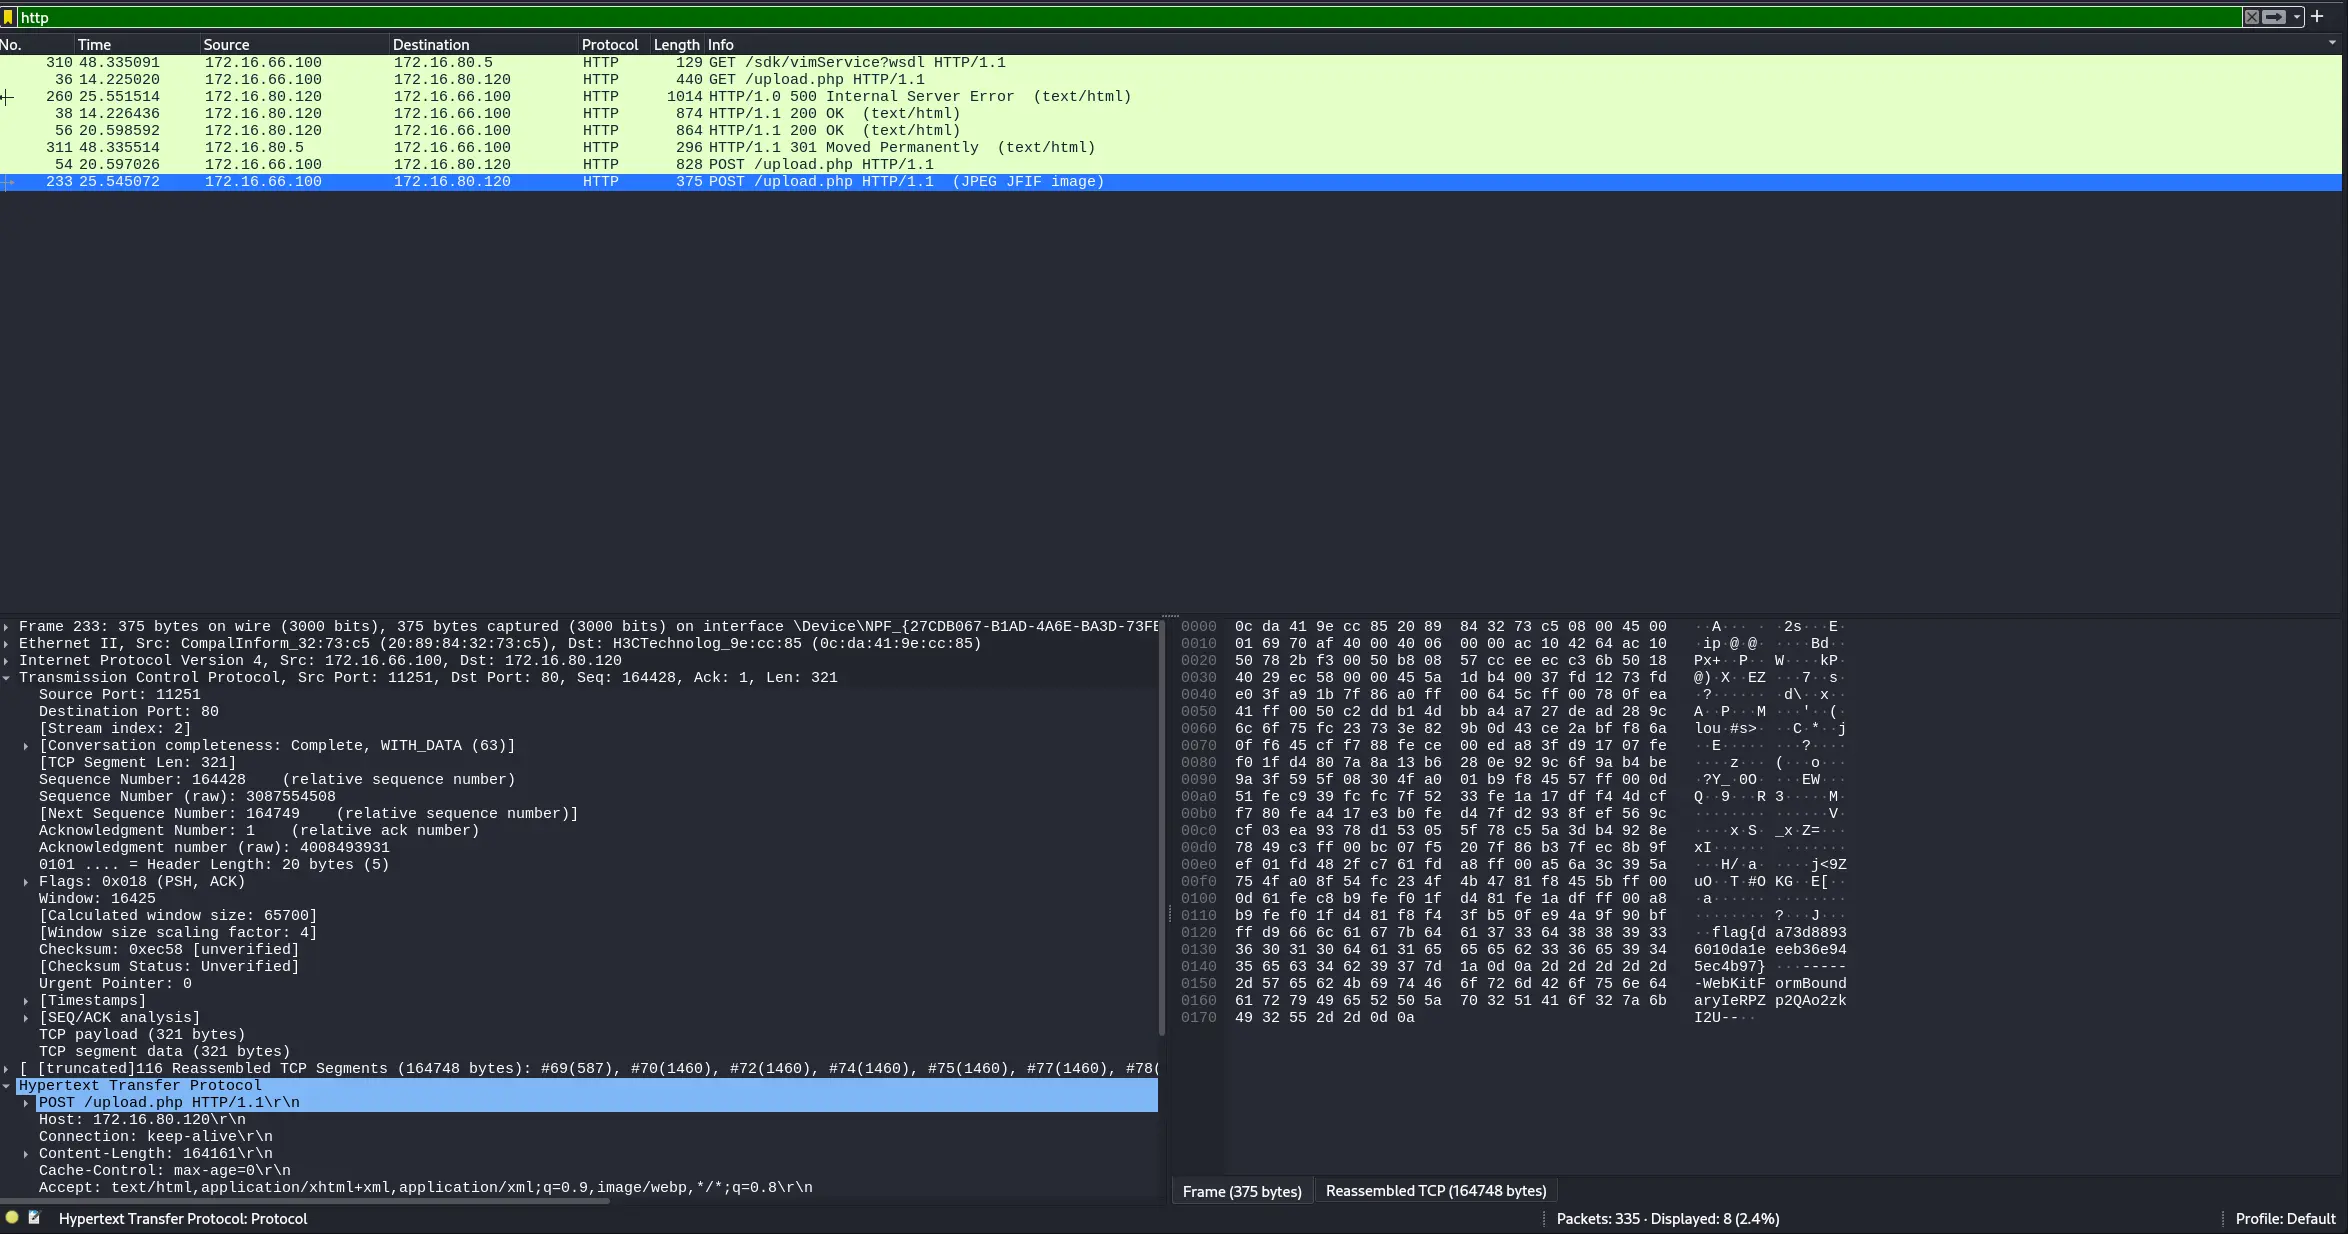 http
No. Time Source Destination Protocol Length Info
310 48.335091 172.16.66.100 172.16.80.5 HTTP 129 GET /sdk/vimService?wsdl HTTP/1.1
36 14.225020 172.16.66.100 172.16.80.120 HTTP 440 GET /upload.php HTTP/1.1
260 25.551514 172.16.80.120 172.16.66.100 HTTP 1014 HTTP/1.0 500 Internal Server Error (text/html)
38 14.226436 172.16.80.120 172.16.66.100 HTTP 874 HTTP/1.1 200 OK (text/html)
56 20.598592 172.16.80.120 172.16.66.100 HTTP 864 HTTP/1.1 200 OK (text/html)
311 48.335514 172.16.80.5 172.16.66.100 HTTP 296 HTTP/1.1 301 Moved Permanently (text/html)
54 20.597026 172.16.66.100 172.16.80.120 HTTP 828 POST /upload.php HTTP/1.1
233 25.545072 172.16.66.100 172.16.80.120 HTTP 375 POST /upload.php HTTP/1.1 (JPEG JFIF image)
Frame 233: 375 bytes on wire (3000 bits), 375 bytes captured (3000 bits) on interface \Device\NPF_{27CDB067-B1AD-4A6E-BA3D-73FE
Ethernet II, Src: CompalInform_32:73:c5 (20:89:84:32:73:c5), Dst: H3CTechnolog_9e:cc:85 (0c:da:41:9e:cc:85)
Internet Protocol Version 4, Src: 172.16.66.100, Dst: 172.16.80.120
Transmission Control Protocol, Src Port: 11251, Dst Port: 80, Seq: 164428, Ack: 1, Len: 321
Source Port: 11251
Destination Port: 80
[Stream index: 2]
[Conversation completeness: Complete, WITH_DATA (63)]
[TCP Segment Len: 321]
Sequence Number: 164428 (relative sequence number)
Sequence Number (raw): 3087554508
[Next Sequence Number: 164749 (relative sequence number)]
Acknowledgment Number: 1 (relative ack number)
Acknowledgment number (raw): 4008493931
0101 .... = Header Length: 20 bytes (5)
Flags: 0x018 (PSH, ACK)
Window: 16425
[Calculated window size: 65700]
[Window size scaling factor: 4]
Checksum: 0xec58 [unverified]
[Checksum Status: Unverified]
Urgent Pointer: 0
[Timestamps]
[SEQ/ACK analysis]
TCP payload (321 bytes)
TCP segment data (321 bytes)
[ [truncated]116 Reassembled TCP Segments (164748 bytes): #69(587), #70(1460), #72(1460), #74(1460), #75(1460), #77(1460), #78(
Hypertext Transfer Protocol
POST /upload.php HTTP/1.1\r\n
Host: 172.16.80.120\r\n
Connection: keep-alive\r\n
Content-Length: 164161\r\n
Cache-Control: max-age=0\r\n
Accept: text/html,application/xhtml+xml,application/xml;q=0.9,image/webp,*/*;q=0.8\r\n
0000 0c da 41 9e cc 85 20 89 84 32 73 c5 08 00 45 00 ··A··· · ·2s···E·
0010 01 69 70 af 40 00 40 06 00 00 ac 10 42 64 ac 10 ·ip·@·@· ····Bd··
0020 50 78 2b f3 00 50 b8 08 57 cc ee ec c3 6b 50 18 Px+··P·· W····kP·
0030 40 29 ec 58 00 00 45 5a 1d b4 00 37 fd 12 73 fd @)·X··EZ ···7··s·
0040 e0 3f a9 1b 7f 86 a0 ff 00 64 5c ff 00 78 0f ea ·?······ ·d\··x··
0050 41 ff 00 50 c2 dd b1 4d bb a4 a7 27 de ad 28 9c A··P···M ···'··(·
0060 6c 6f 75 fc 23 73 3e 82 9b 0d 43 ce 2a bf f8 6a lou·#s>· ··C·*··j
0070 0f f6 45 cf f7 88 fe ce 00 ed a8 3f d9 17 07 fe ··E····· ···?····
0080 f0 1f d4 80 7a 8a 13 b6 28 0e 92 9c 6f 9a b4 be ····z··· (···o···
0090 9a 3f 59 5f 08 30 4f a0 01 b9 f8 45 57 ff 00 0d ·?Y_·0O· ···EW···
00a0 51 fe c9 39 fc fc 7f 52 33 fe 1a 17 df f4 4d cf Q··9···R 3·····M·
00b0 f7 80 fe a4 17 e3 b0 fe d4 7f d2 93 8f ef 56 9c ········ ······V·
00c0 cf 03 ea 93 78 d1 53 05 5f 78 c5 5a 3d b4 92 8e ····x·S· _x·Z=···
00d0 78 49 c3 ff 00 bc 07 f5 20 7f 86 b3 7f ec 8b 9f xI······ ·······
00e0 ef 01 fd 48 2f c7 61 fd a8 ff 00 a5 6a 3c 39 5a ···H/·a· ····j<9Z
00f0 75 4f a0 8f 54 fc 23 4f 4b 47 81 f8 45 5b ff 00 uO··T·#O KG··E[··
0100 0d 61 fe c8 b9 fe f0 1f d4 81 fe 1a df ff 00 a8 ·a······ ········
0110 b9 fe f0 1f d4 81 f8 f4 3f b5 0f e9 4a 9f 90 bf ········ ?···J···
0120 ff d9 66 6c 61 67 7b 64 61 37 33 64 38 38 39 33 ··flag{d a73d8893
0130 36 30 31 30 64 61 31 65 65 65 62 33 36 65 39 34 6010da1e eeb36e94
0140 35 65 63 34 62 39 37 7d 1a 0d 0a 2d 2d 2d 2d 2d 5ec4b97} ···-----
0150 2d 57 65 62 4b 69 74 46 6f 72 6d 42 6f 75 6e 64 -WebKitF ormBound
0160 61 72 79 49 65 52 50 5a 70 32 51 41 6f 32 7a 6b aryIeRPZ p2QAo2zk
0170 49 32 55 2d 2d 0d 0a I2U--··
Frame (375 bytes) Reassembled TCP (164748 bytes)
Hypertext Transfer Protocol: Protocol Packets: 335 · Displayed: 8 (2.4%) Profile: Default